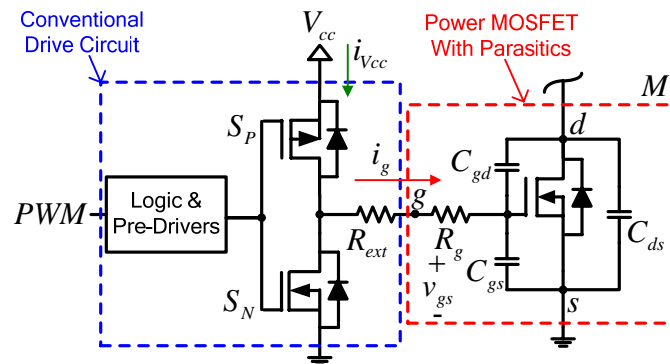 Conventional
Drive Circuit
V_cc
i_Vcc
Power MOSFET
With Parasitics
M
S_P
d
i_g
C_gd
PWM
Logic &
Pre-Drivers
g
R_ext
R_g
C_gs
C_ds
S_N
+
v_gs
-
s